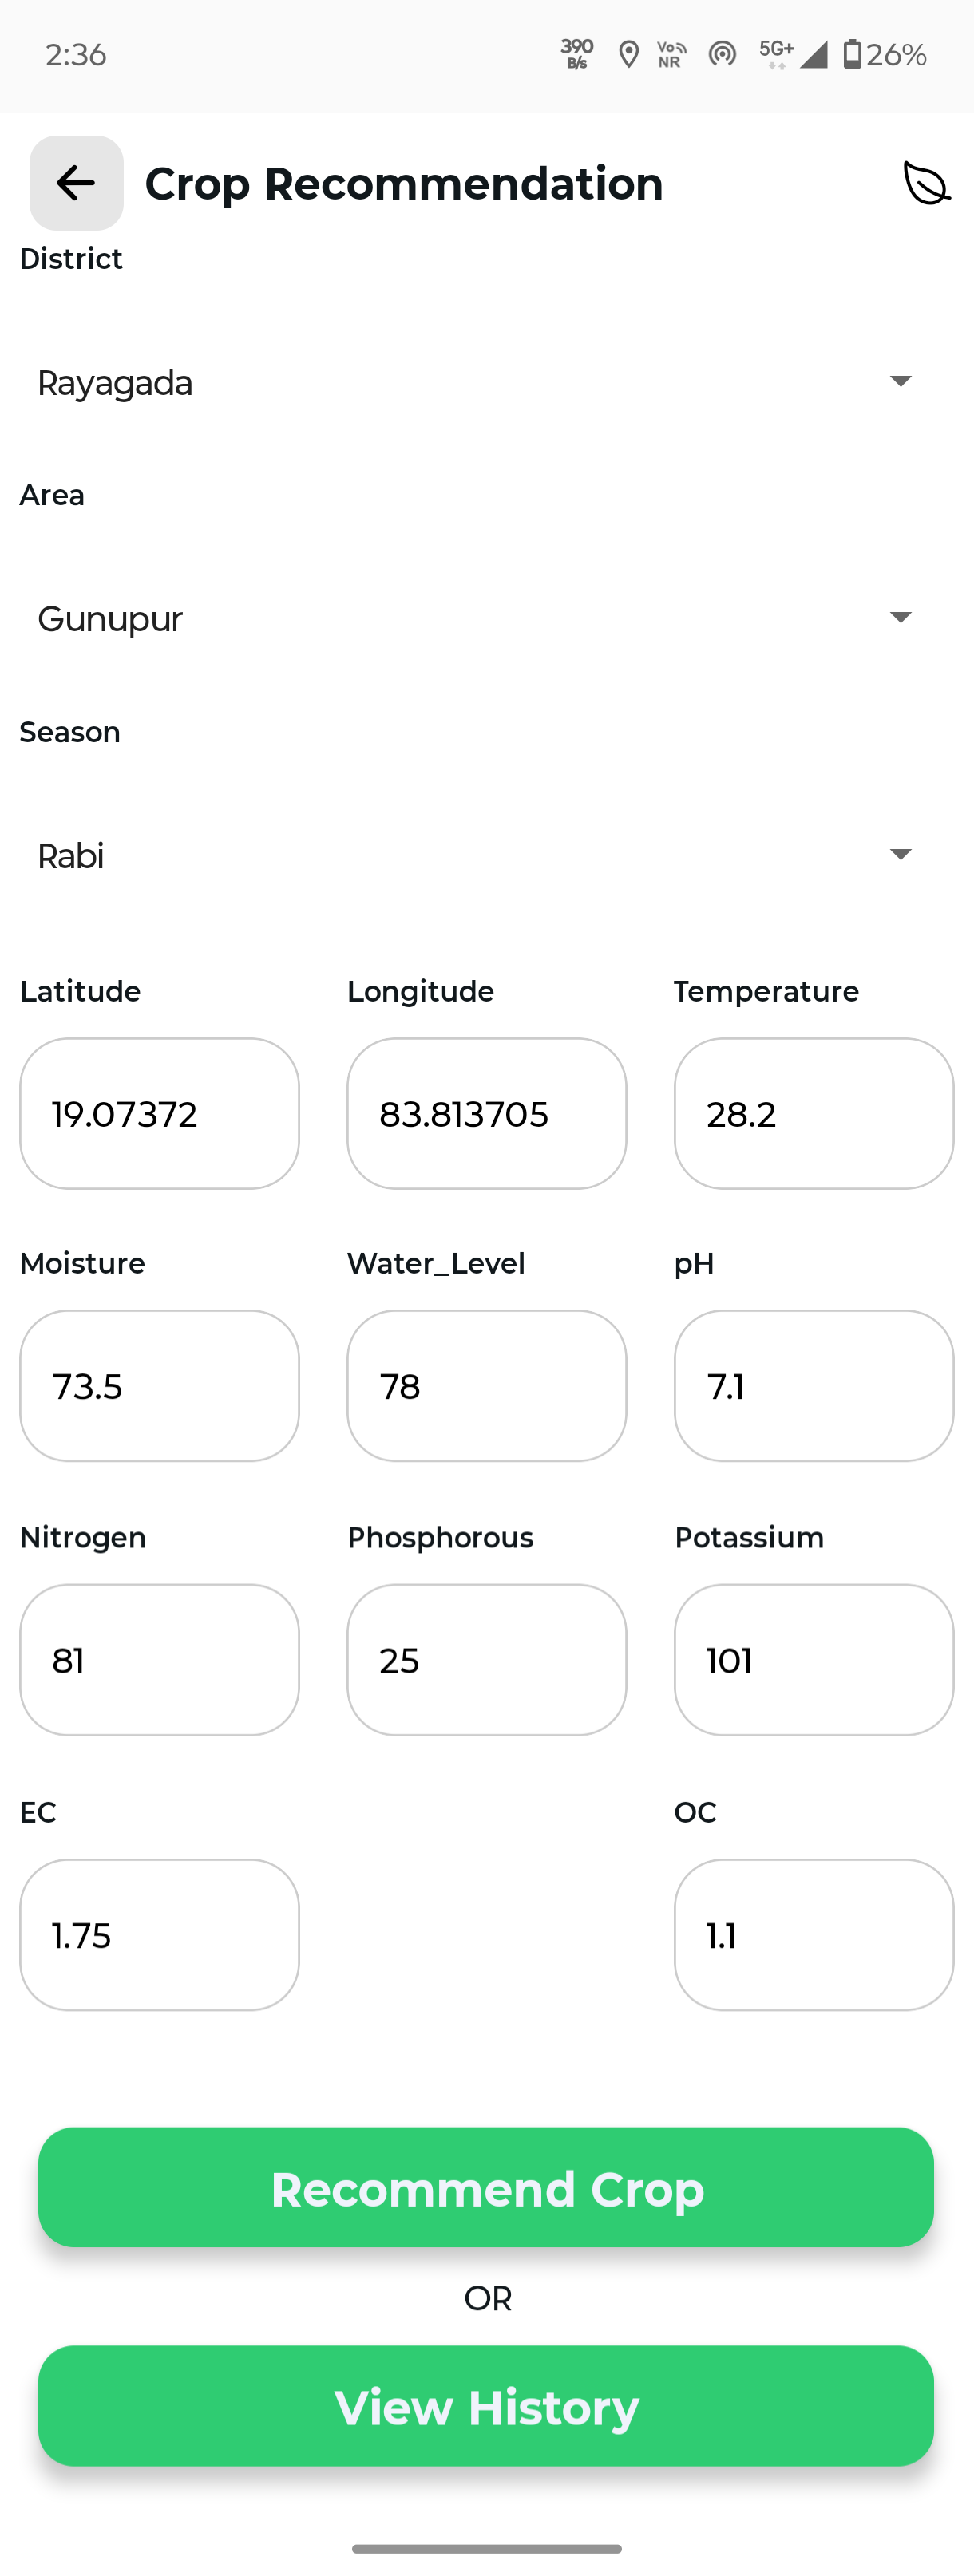 2:36
390 B/s Vo NR 5G+ 26%
Crop Recommendation
District
Rayagada
Area
Gunupur
Season
Rabi
Latitude Longitude Temperature
19.07372 83.813705 28.2
Moisture Water_Level pH
73.5 78 7.1
Nitrogen Phosphorous Potassium
81 25 101
EC OC
1.75 1.1
Recommend Crop
OR
View History